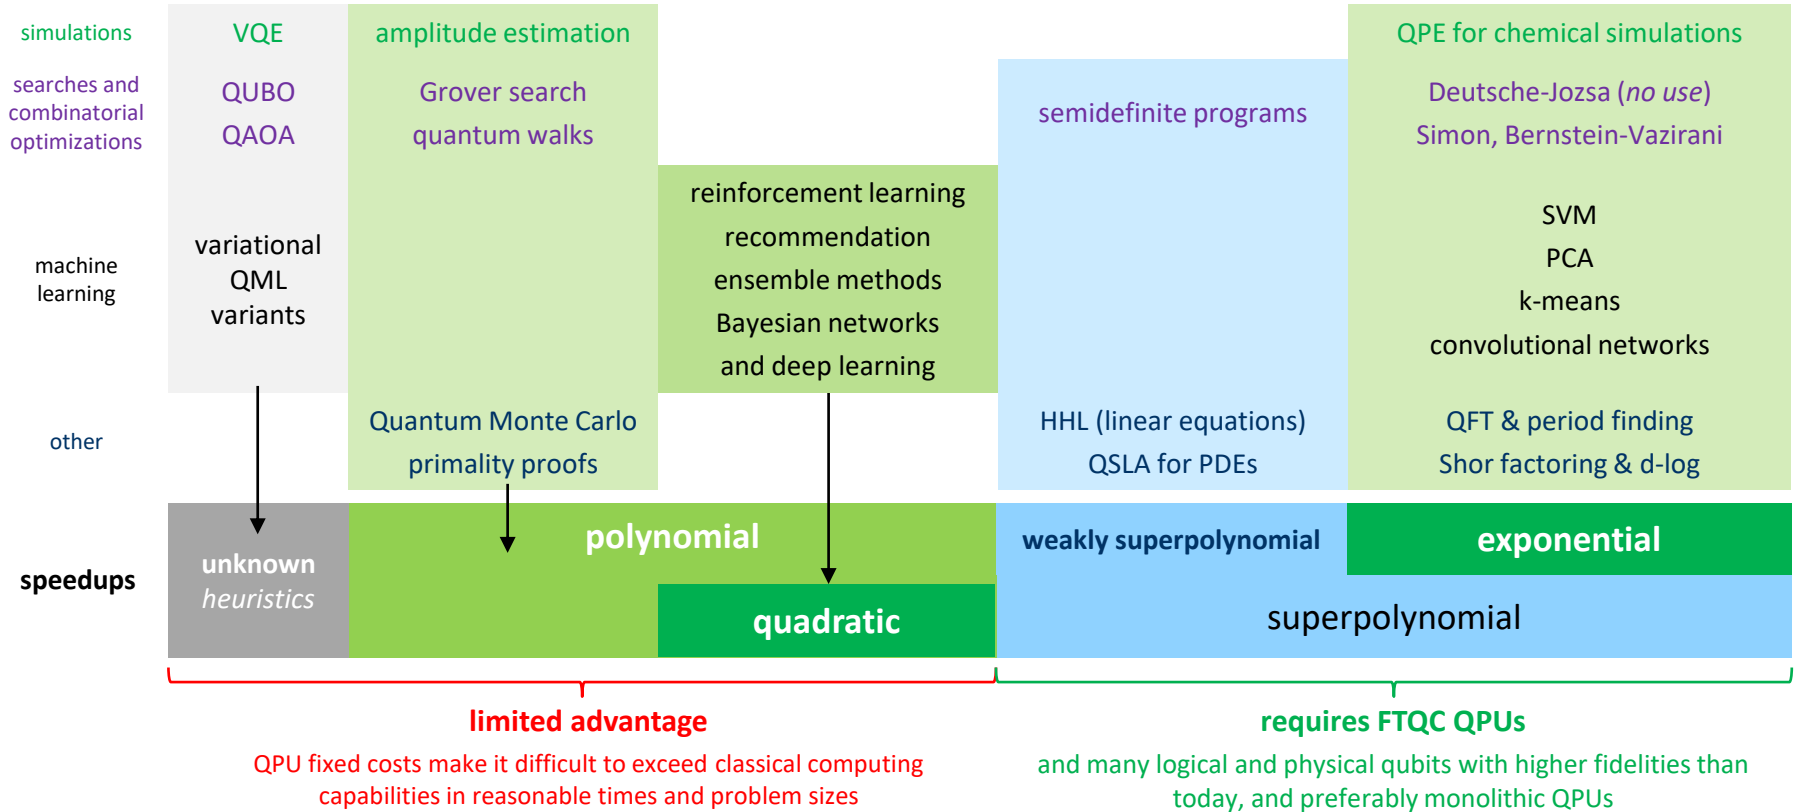 simulations
VQE
amplitude estimation
QPE for chemical simulations
searches and
combinatorial
optimizations
QUBO
QAOA
Grover search
quantum walks
semidefinite programs
Deutsche-Jozsa (no use)
Simon, Bernstein-Vazirani
machine
learning
variational
QML
variants
reinforcement learning
recommendation
ensemble methods
Bayesian networks
and deep learning
SVM
PCA
k-means
convolutional networks
other
Quantum Monte Carlo
primality proofs
HHL (linear equations)
QSLA for PDEs
QFT & period finding
Shor factoring & d-log
speedups
unknown
heuristics
polynomial
quadratic
weakly superpolynomial
exponential
superpolynomial
limited advantage
QPU fixed costs make it difficult to exceed classical computing
capabilities in reasonable times and problem sizes
requires FTQC QPUs
and many logical and physical qubits with higher fidelities than
today, and preferably monolithic QPUs